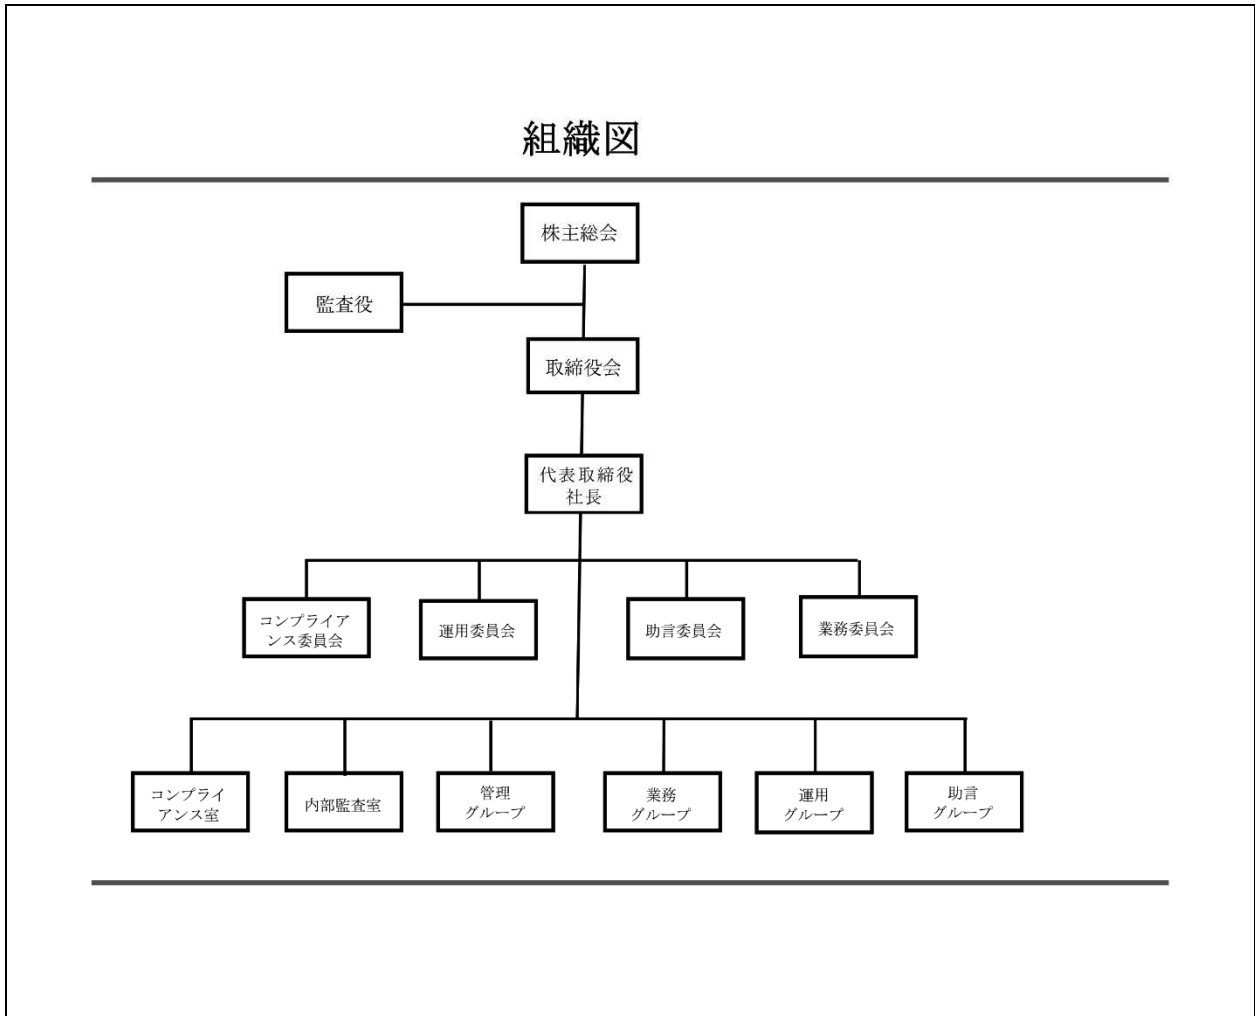 組織図
株主総会
監査役
取締役会
代表取締役
社長
コンプライア
ンス委員会
運用委員会
助言委員会
業務委員会
コンプライ
アンス室
内部監査室
管理
グループ
業務
グループ
運用
グループ
助言
グループ